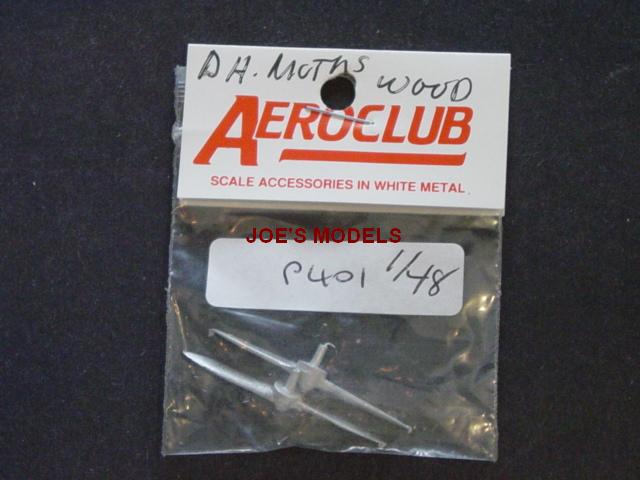 D H. MOTHS WOOD
AEROCLUB
SCALE ACCESSORIES IN WHITE METAL.
JOE'S MODELS
P401 1/48